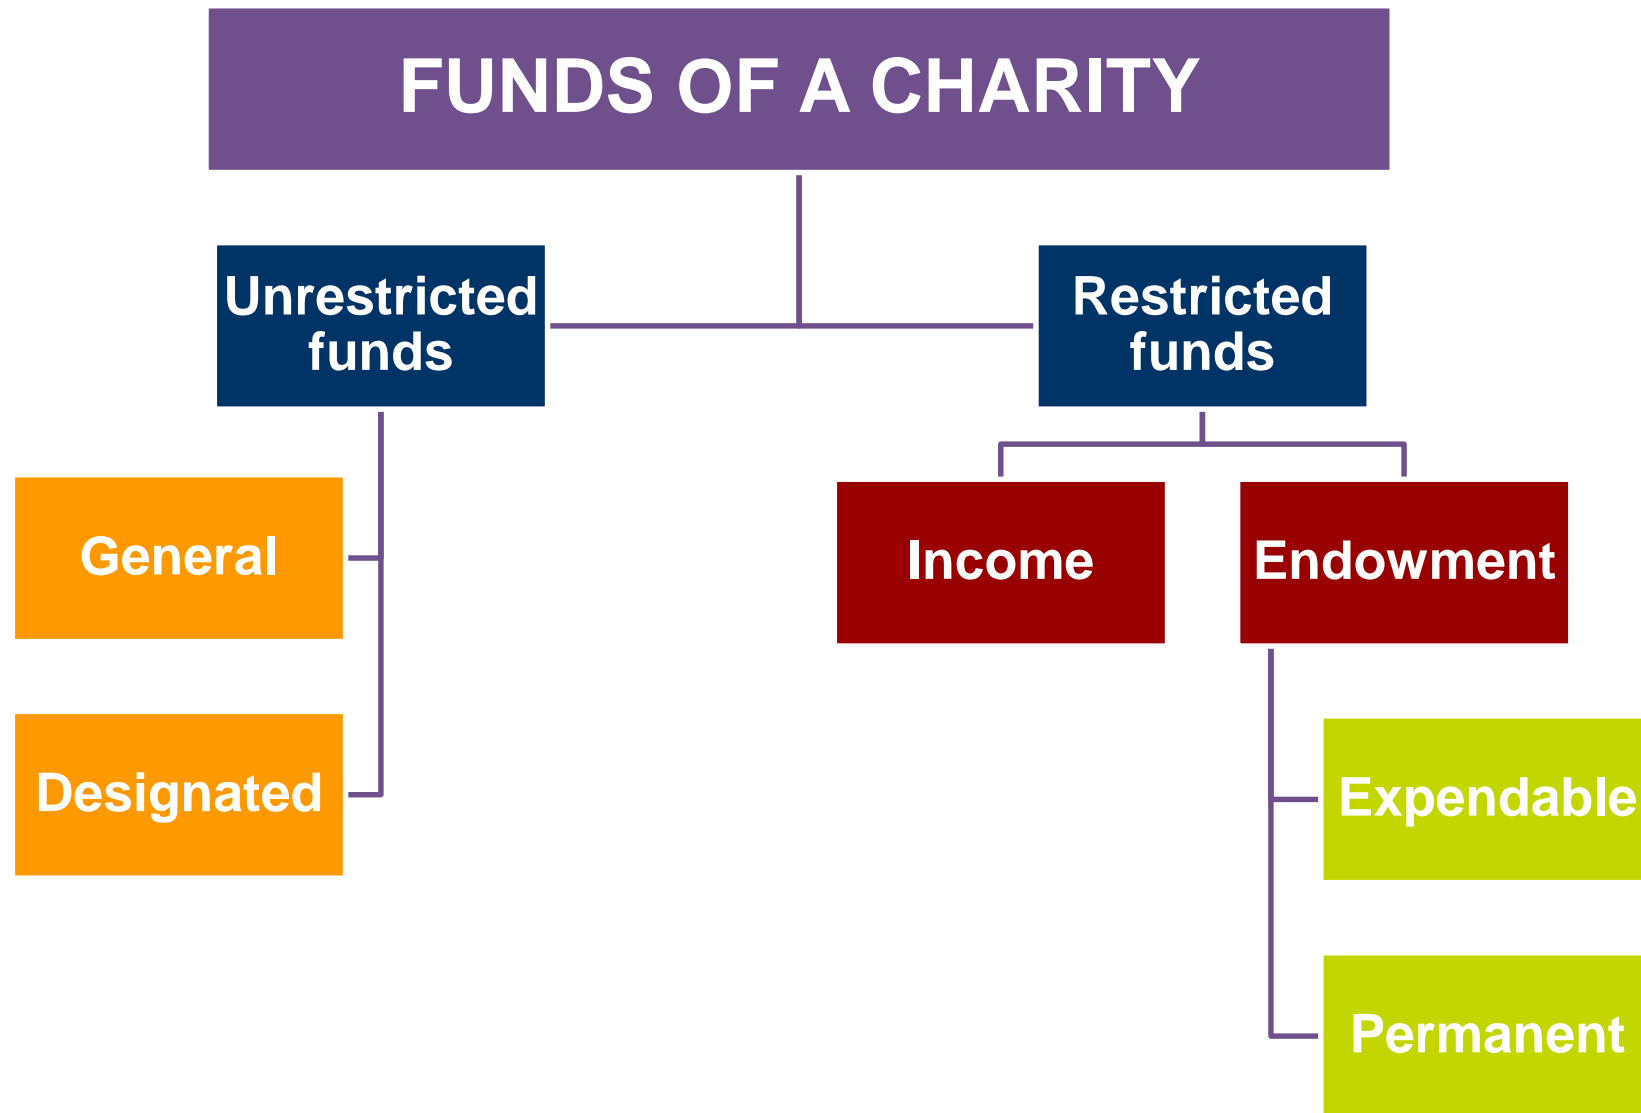 FUNDS OF A CHARITY
Unrestricted
funds
Restricted
funds
General
Income
Endowment
Designated
Expendable
Permanent